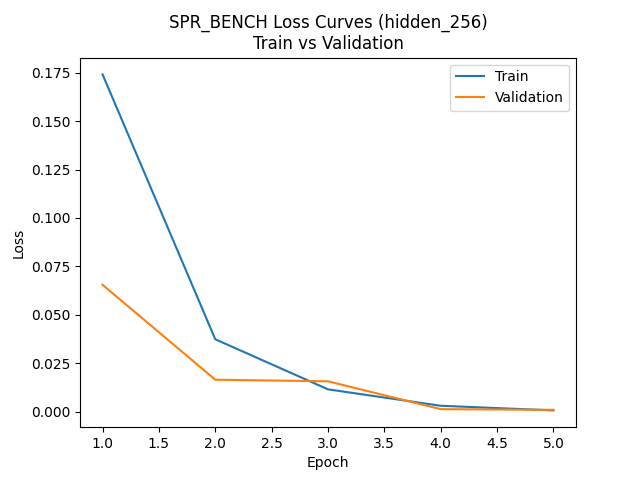 SPR_BENCH Loss Curves (hidden_256)
Train vs Validation
Train
Validation
0.175
0.150
0.125
0.100
0.075
0.050
0.025
0.000
Loss
1.0 1.5 2.0 2.5 3.0 3.5 4.0 4.5 5.0
Epoch